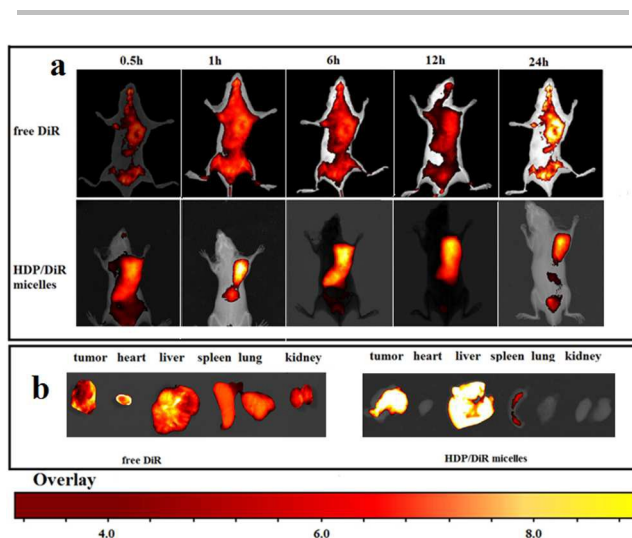 a
0.5h 1h 6h 12h 24h
free DiR
HDP/DiR
micelles
b
tumor heart liver spleen lung kidney
tumor heart liver spleen lung kidney
free DiR
HDP/DiR micelles
Overlay
4.0 6.0 8.0